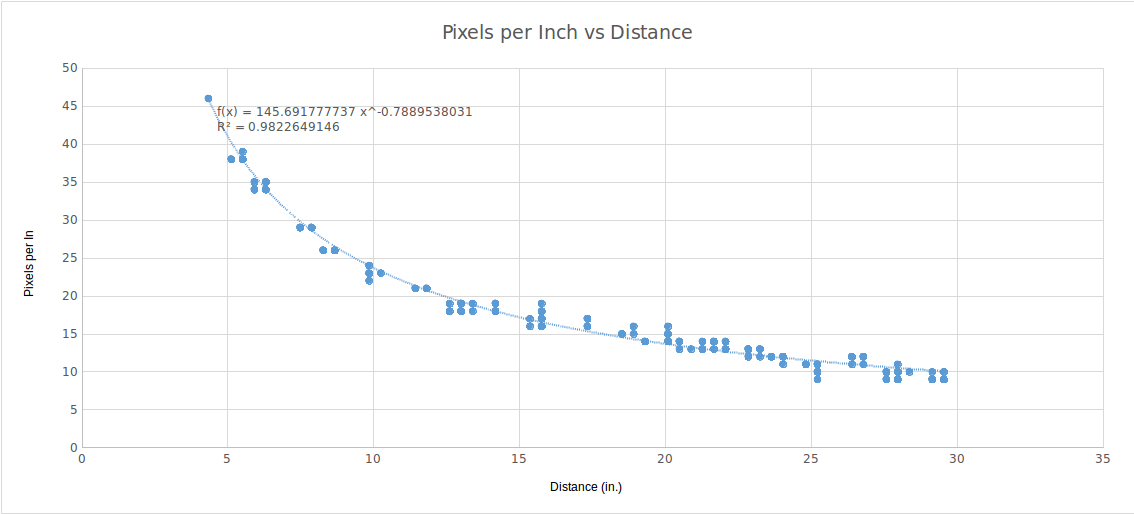 Pixels per Inch vs Distance
50
45
f(x) = 145.691777737 x^-0.7889538031
R² = 0.9822649146
40
35
30
25
20
15
10
5
0
Pixels per In
0 5 10 15 20 25 30 35
Distance (in.)